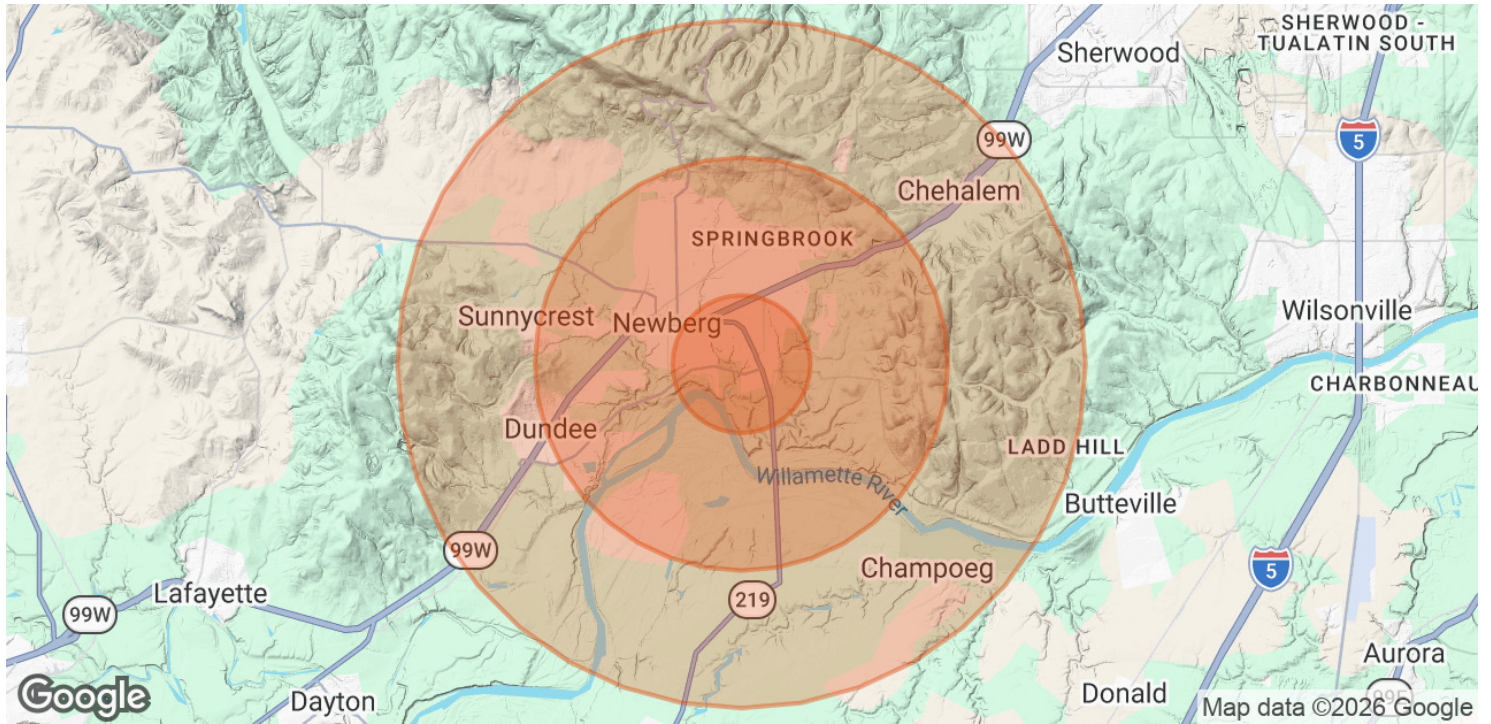 SHERWOOD -
TUALATIN SOUTH
Sherwood
99W
5
Chehalem
SPRINGBROOK
Sunnycrest
Newberg
Wilsonville
CHARBONNEAU
Dundee
LADD HILL
Willamette River
Butteville
99W
Champoeg
5
219
Lafayette
99W
Aurora
Donald
Dayton
99E
Google
Map data ©2026 Google